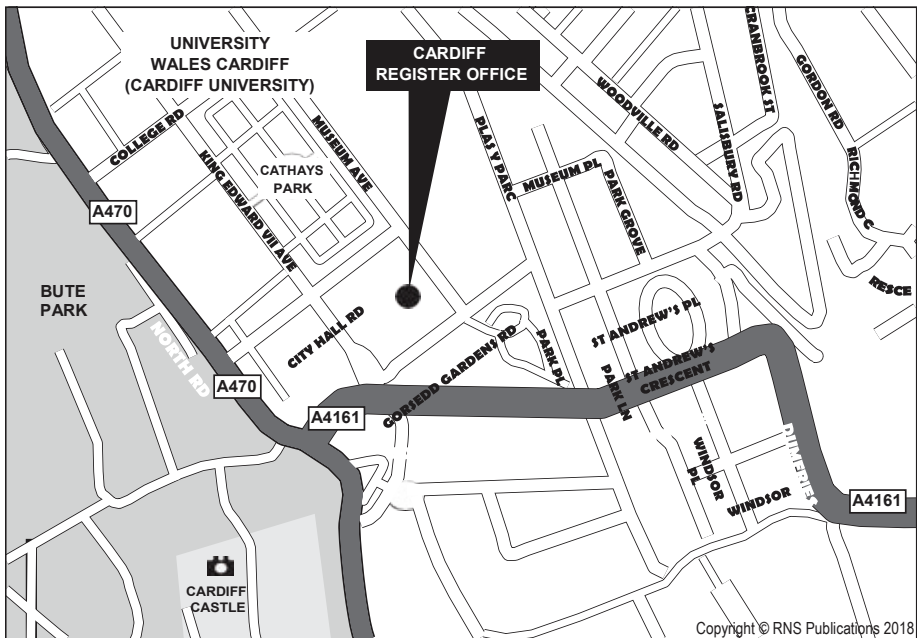 UNIVERSITY
WALES CARDIFF
(CARDIFF UNIVERSITY)
CARDIFF
REGISTER OFFICE
CRANBROOK ST
GORDON RD
WOODVILLE RD
SALISBURY RD
COLLEGE RD
MUSEUM AVE
PLAS Y PARC
KING EDWARD VII AVE
CATHAYS
PARK
MUSEUM PL
PARK GROVE
RICHMOND C
A470
BUTE
PARK
RESCE
NORTH RD
CITY HALL RD
GORSEDD GARDENS RD
PARK PL
ST ANDREW'S PL
ST ANDREW'S
CRESCENT
A470
A4161
PARK LN
DUMFRIES
WINDSOR
PL
WINDSOR
A4161
CARDIFF
CASTLE
Copyright © RNS Publications 2018